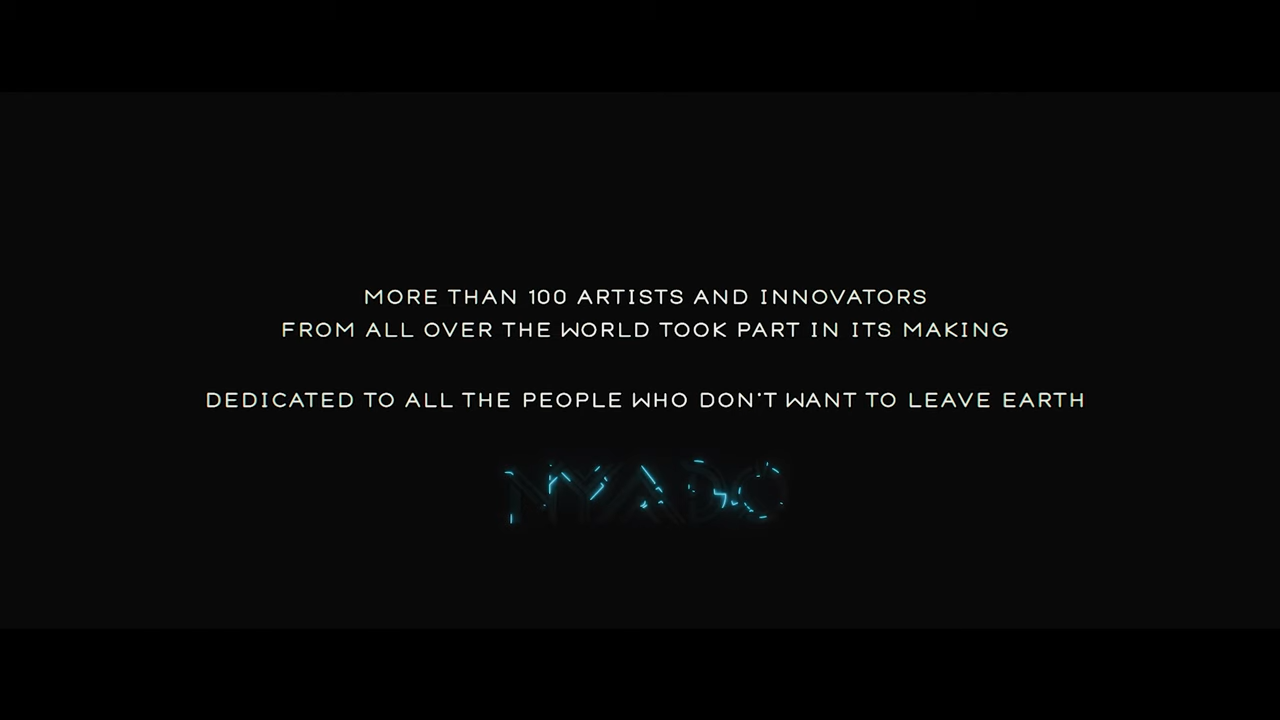 MORE THAN 100 ARTISTS AND INNOVATORS
FROM ALL OVER THE WORLD TOOK PART IN ITS MAKING
DEDICATED TO ALL THE PEOPLE WHO DON'T WANT TO LEAVE EARTH
NYADO